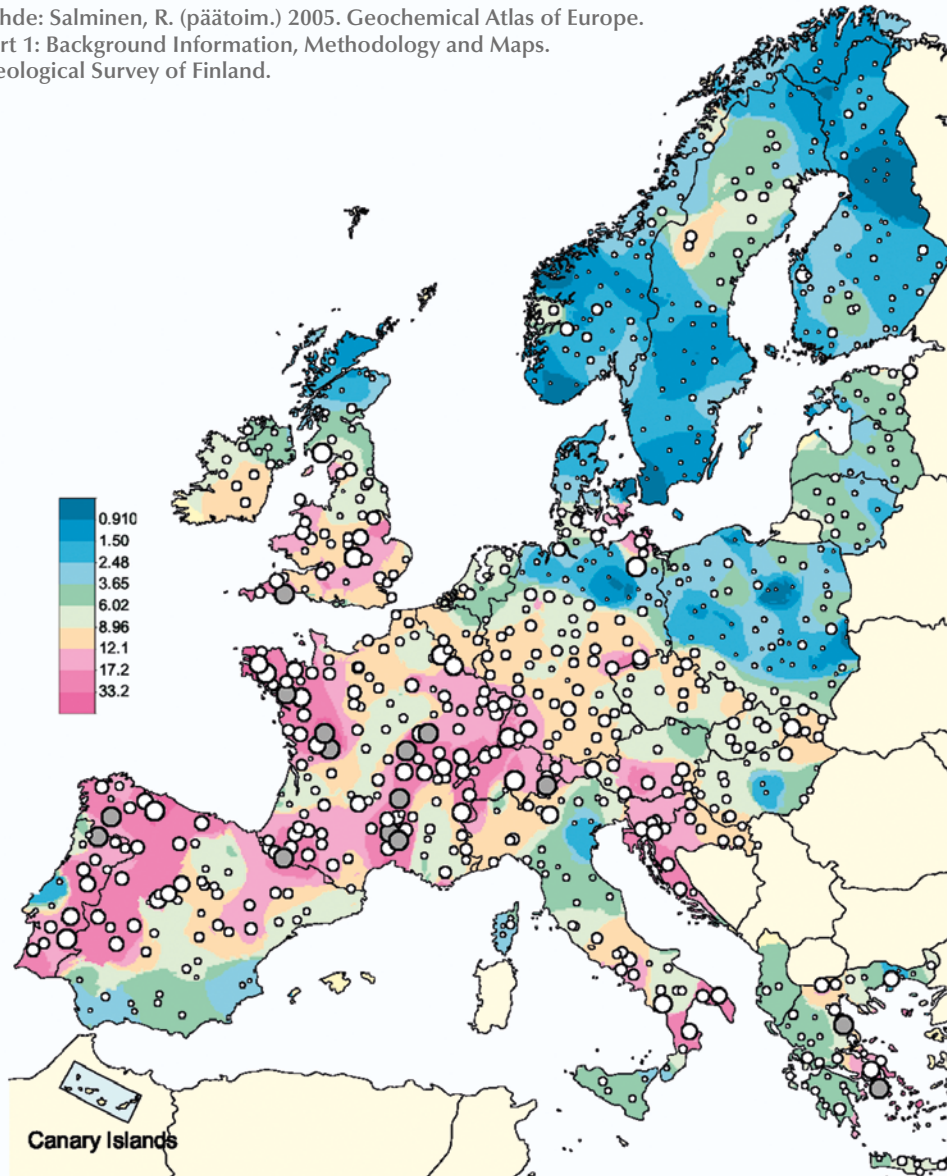 hde: Salminen, R. (päätoim.) 2005. Geochemical Atlas of Europe.
rt 1: Background Information, Methodology and Maps.
eological Survey of Finland.
0.910
1.50
2.48
3.65
6.02
8.96
12.1
17.2
33.2
Canary Islands